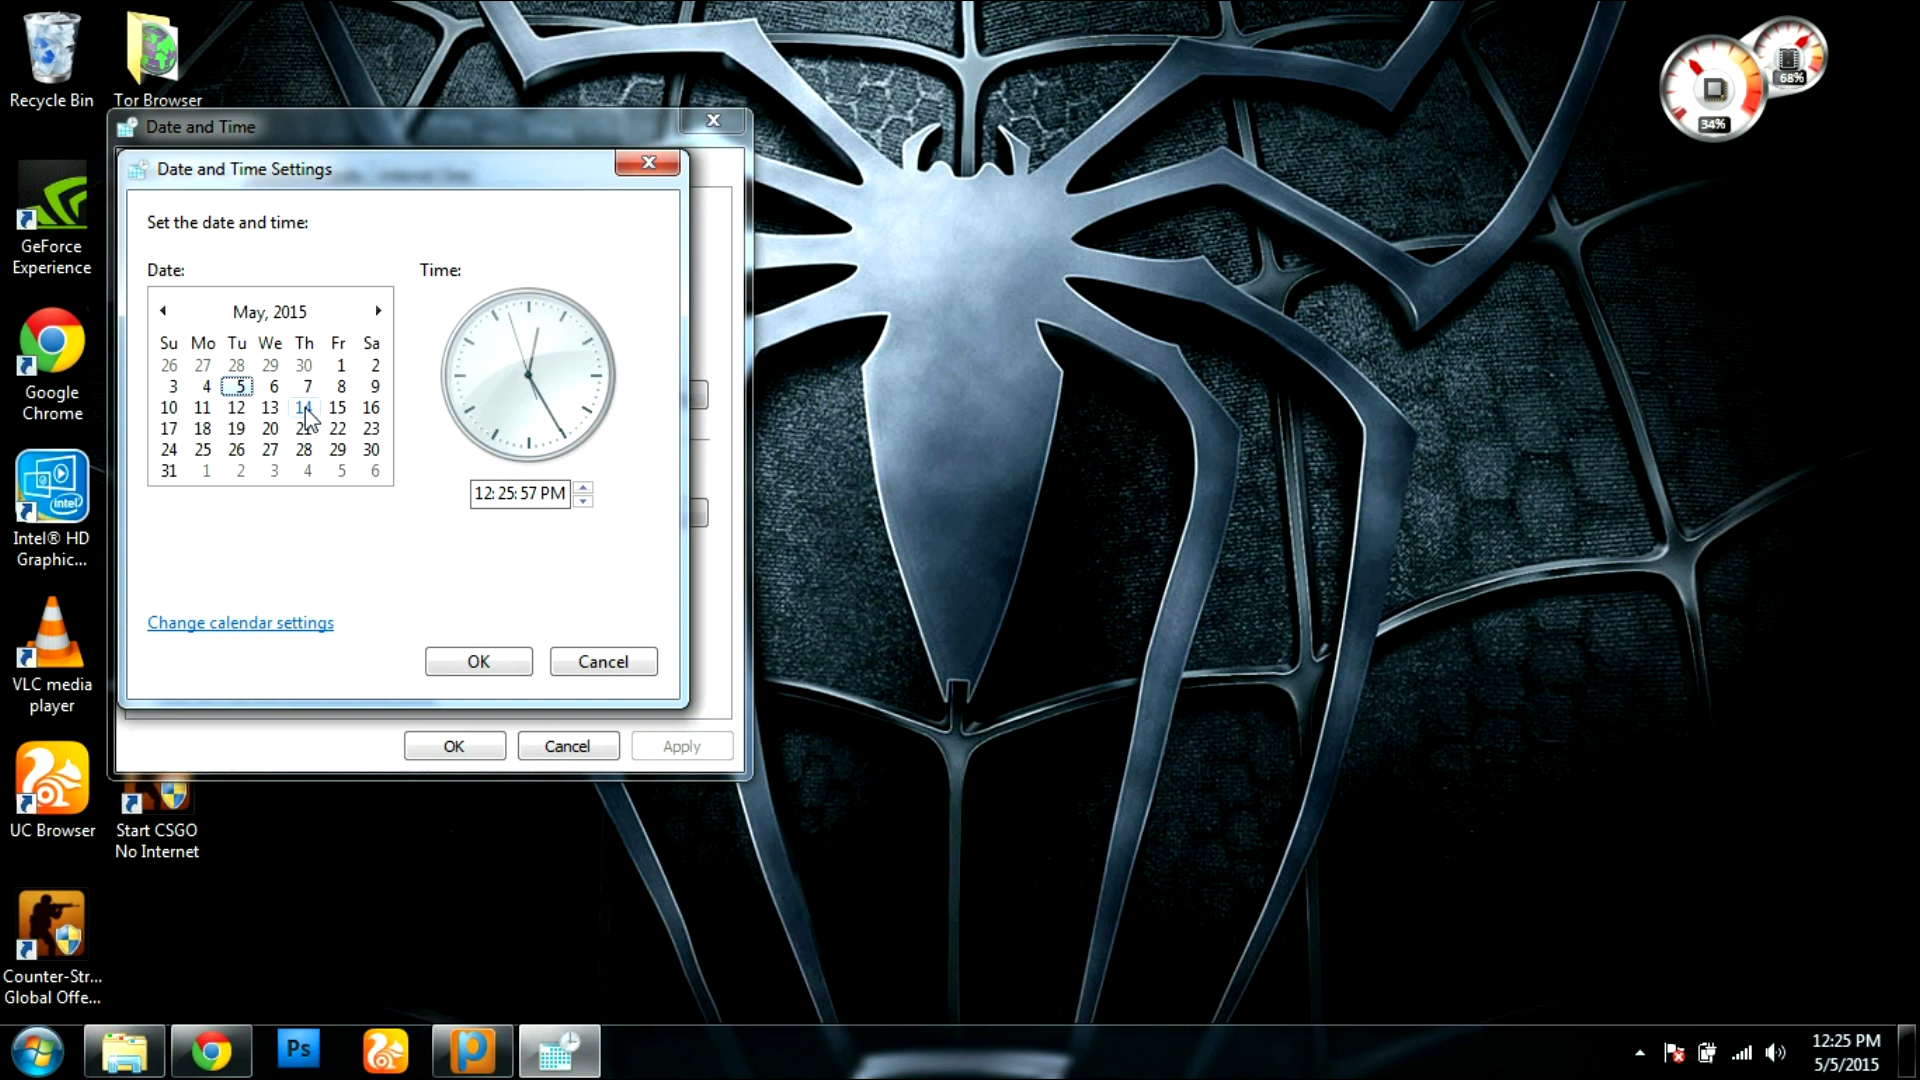 Recycle Bin
Tor Browser
68%
34%
Date and Time
Date and Time Settings
Set the date and time:
Date:
Time:
May, 2015
Su Mo Tu We Th Fr Sa
26 27 28 29 30 1 2
3 4 5 6 7 8 9
10 11 12 13 14 15 16
17 18 19 20 21 22 23
24 25 26 27 28 29 30
31 1 2 3 4 5 6
12:25:57 PM
Change calendar settings
OK
Cancel
OK
Cancel
Apply
GeForce
Experience
Google
Chrome
intel
Intel® HD
Graphic...
VLC media
player
UC Browser
Start CSGO
No Internet
Counter-Str...
Global Offe...
Ps
12:25 PM
5/5/2015